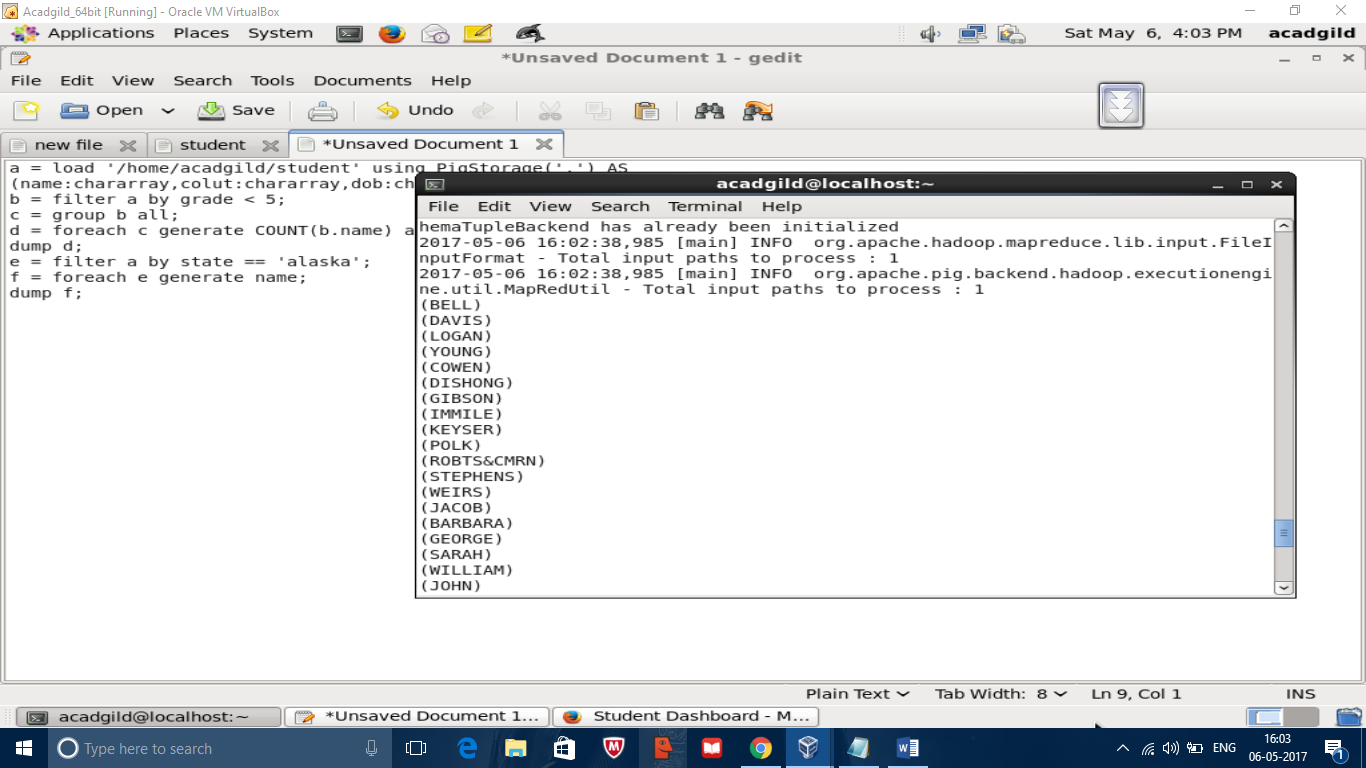 Acadgild_64bit [Running] - Oracle VM VirtualBox
Applications Places System Sat May 6, 4:03 PM acadgild
*Unsaved Document 1 - gedit
File Edit View Search Tools Documents Help
Open Save Undo
new file student *Unsaved Document 1
a = load '/home/acadgild/student' using PigStorage(',') AS
(name:chararray,colut:chararray,dob:ch
b = filter a by grade < 5;
c = group b all;
d = foreach c generate COUNT(b.name) a
dump d;
e = filter a by state == 'alaska';
f = foreach e generate name;
dump f;
acadgild@localhost:~
File Edit View Search Terminal Help
hemaTupleBackend has already been initialized
2017-05-06 16:02:38,985 [main] INFO  org.apache.hadoop.mapreduce.lib.input.FileI
nputFormat - Total input paths to process : 1
2017-05-06 16:02:38,985 [main] INFO  org.apache.pig.backend.hadoop.executionengi
ne.util.MapRedUtil - Total input paths to process : 1
(BELL)
(DAVIS)
(LOGAN)
(YOUNG)
(COWEN)
(DISHONG)
(GIBSON)
(IMMILE)
(KEYSER)
(POLK)
(ROBTS&CMRN)
(STEPHENS)
(WEIRS)
(JACOB)
(BARBARA)
(GEORGE)
(SARAH)
(WILLIAM)
(JOHN)
Plain Text Tab Width: 8 Ln 9, Col 1 INS
acadgild@localhost:~ *Unsaved Document 1... Student Dashboard - M...
Type here to search ENG 16:03
06-05-2017 1